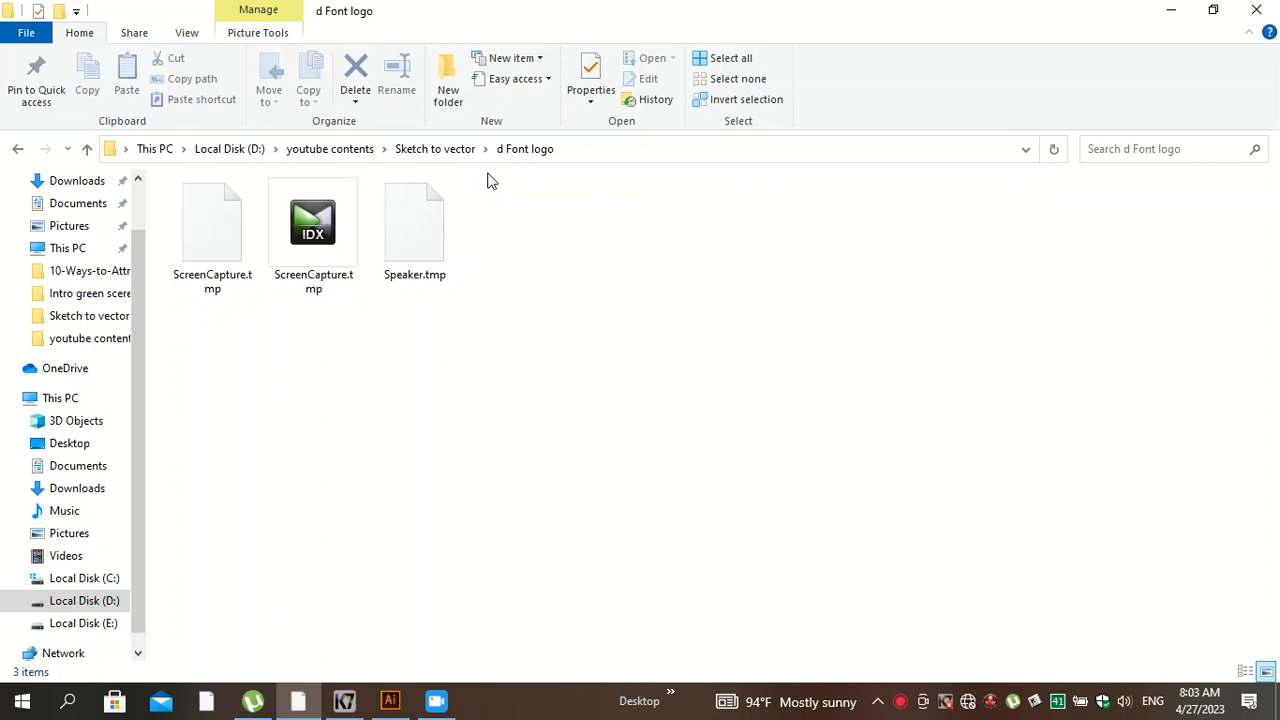 Manage
d Font logo
File
Home
Share
View
Picture Tools
Pin to Quick
access
Copy
Paste
Cut
Copy path
Paste shortcut
Clipboard
Move
to
Copy
to
Delete
Rename
Organize
New
folder
New item
Easy access
New
Properties
Open
Edit
History
Open
Select all
Select none
Invert selection
Select
This PC
Local Disk (D:)
youtube contents
Sketch to vector
d Font logo
Search d Font logo
Downloads
Documents
Pictures
This PC
10-Ways-to-Attr
Intro green scere
Sketch to vector
youtube content
OneDrive
This PC
3D Objects
Desktop
Documents
Downloads
Music
Pictures
Videos
Local Disk (C:)
Local Disk (D:)
Local Disk (E:)
Network
IDX
ScreenCapture.t
mp
ScreenCapture.t
mp
Speaker.tmp
3 items
K7
Ai
Desktop
94°F Mostly sunny
41
ENG
8:03 AM
4/27/2023